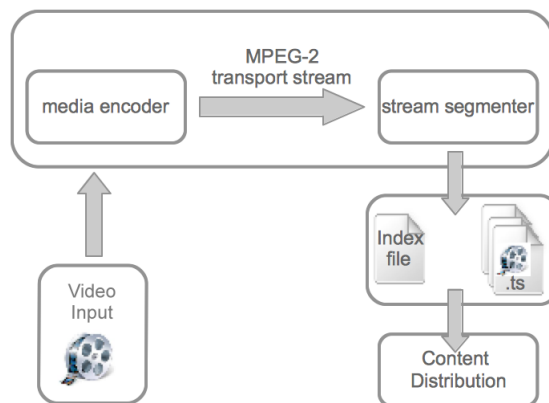 MPEG-2
transport stream
media encoder
stream segmenter
Index
file
.ts
Video
Input
Content
Distribution